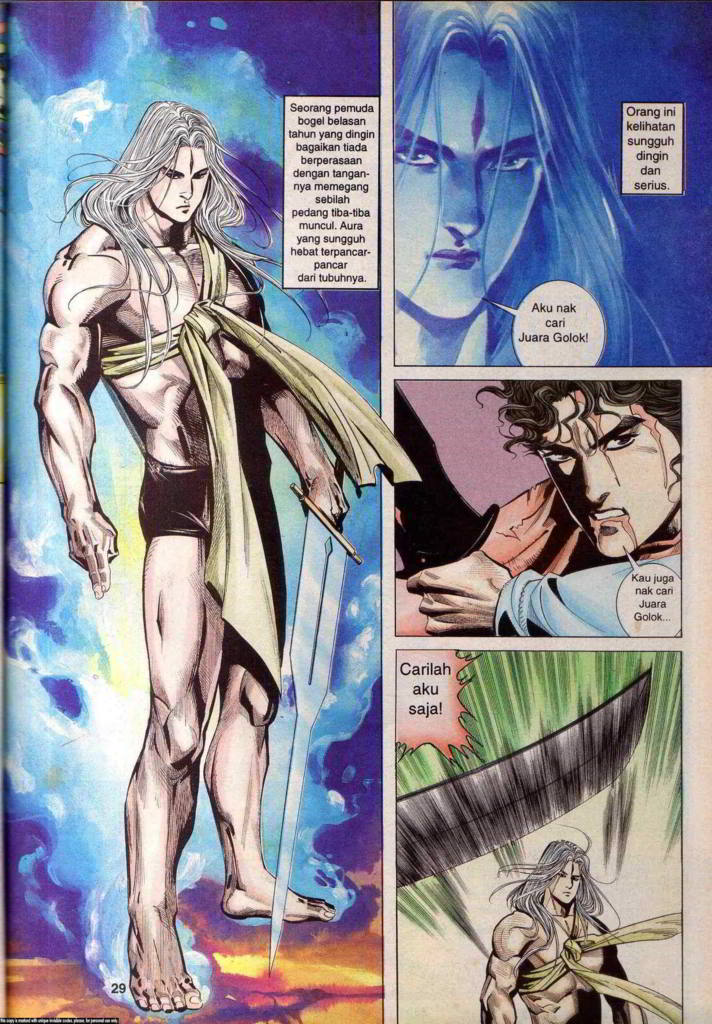 Seorang pemuda
bogel belasan
tahun yang dingin
bagaikan tiada
berperasaan
dengan tangan-
nya memegang
sebilah
pedang tiba-tiba
muncul. Aura
yang sungguh
hebat terpancar-
pancar
dari tubuhnya.
Orang ini
kelihatan
sungguh
dingin
dan
serius.
Aku nak
cari
Juara Golok!
Kau juga
nak cari
Juara
Golok...
Carilah
aku
saja!
29